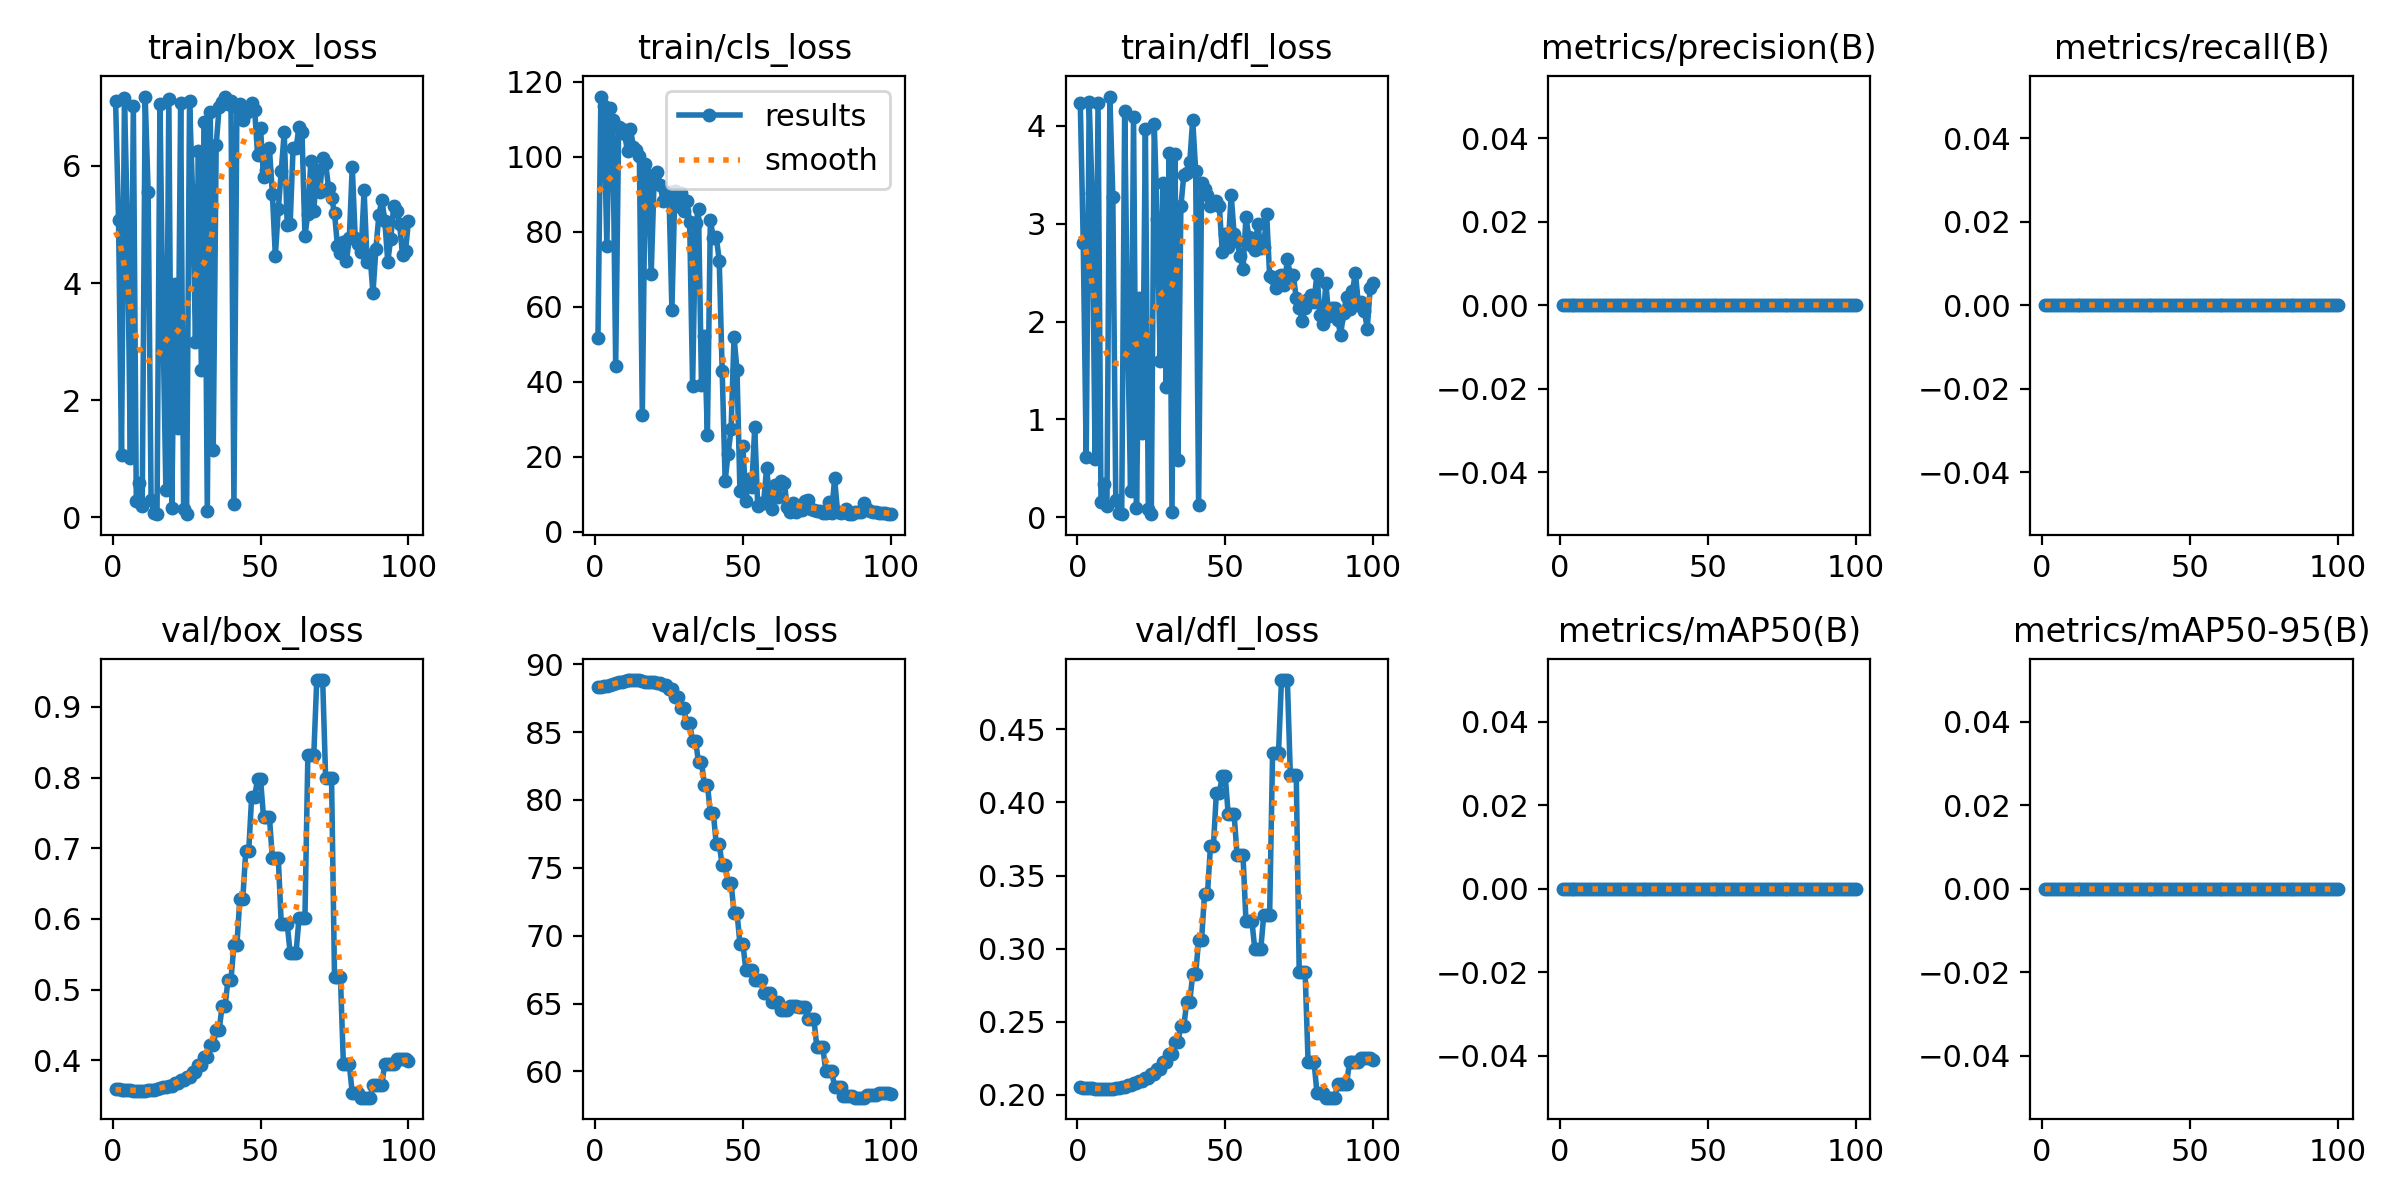 train/box_loss
6
4
2
0
0 50 100
train/cls_loss
120
100
80
60
40
20
0
0 50 100
results
smooth
train/dfl_loss
4
3
2
1
0
0 50 100
metrics/precision(B)
0.04
0.02
0.00
−0.02
−0.04
0 50 100
metrics/recall(B)
0.04
0.02
0.00
−0.02
−0.04
0 50 100
val/box_loss
0.9
0.8
0.7
0.6
0.5
0.4
0 50 100
val/cls_loss
90
85
80
75
70
65
60
0 50 100
val/dfl_loss
0.45
0.40
0.35
0.30
0.25
0.20
0 50 100
metrics/mAP50(B)
0.04
0.02
0.00
−0.02
−0.04
0 50 100
metrics/mAP50-95(B)
0.04
0.02
0.00
−0.02
−0.04
0 50 100